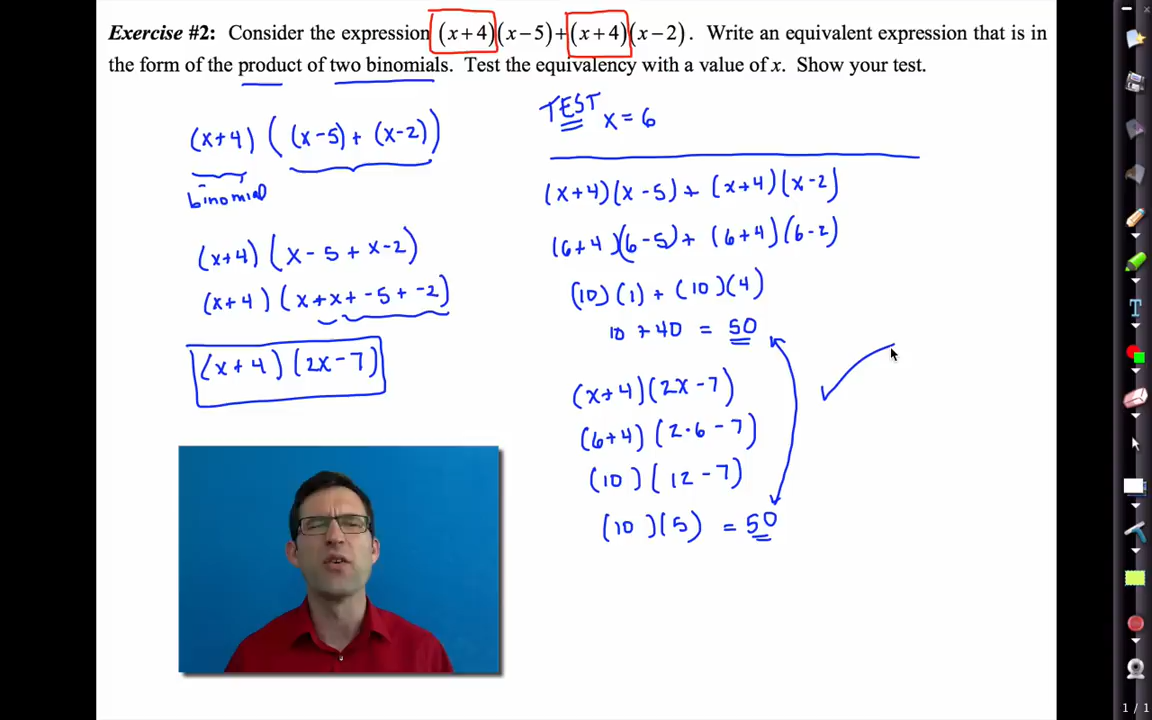 Exercise #2: Consider the expression (x+4)(x−5)+(x+4)(x−2). Write an equivalent expression that is in
the form of the product of two binomials. Test the equivalency with a value of x. Show your test.
(x+4) ((x-5) + (x-2))
binomial
(x+4) (x-5+x-2)
(x+4) (x+x+-5+-2)
(x+4)(2x-7)
TEST x=6
(x+4)(x-5)+(x+4)(x-2)
(6+4)(6-5)+(6+4)(6-2)
(10)(1)+(10)(4)
10+40 = 50
(x+4)(2x-7)
(6+4)(2·6-7)
(10)(12-7)
(10)(5) = 50
T
1 / 1